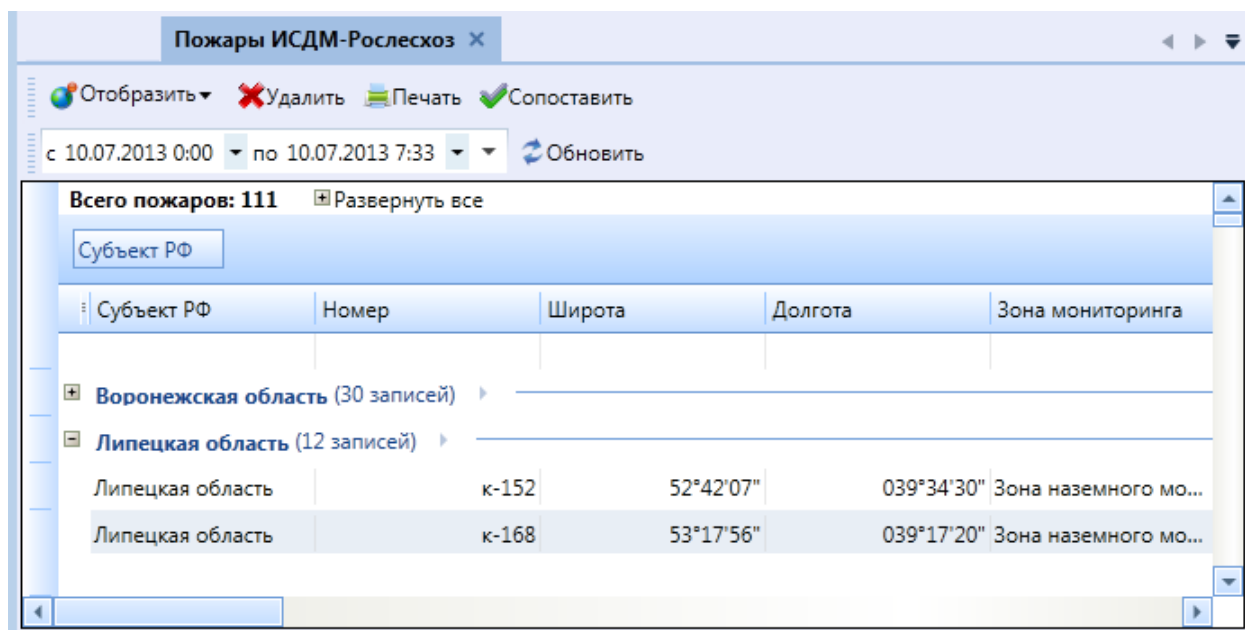 Пожары ИСДМ-Рослесхоз
Отобразить Удалить Печать Сопоставить
с 10.07.2013 0:00 по 10.07.2013 7:33 Обновить
Всего пожаров: 111 Развернуть все
Субъект РФ
Субъект РФ Номер Широта Долгота Зона мониторинга
Воронежская область (30 записей)
Липецкая область (12 записей)
Липецкая область к-152 52°42'07" 039°34'30" Зона наземного мо...
Липецкая область к-168 53°17'56" 039°17'20" Зона наземного мо...